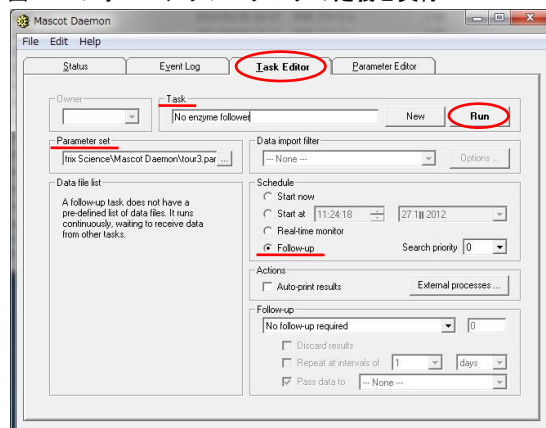 Mascot Daemon
File Edit Help
Status Event Log Task Editor Parameter Editor
Owner Task
No enzyme follower New Run
Parameter set Data import filter
trix Science\Mascot Daemon\tour3.par ... --- None --- Options ...
Data file list Schedule
A follow-up task does not have a
pre-defined list of data files. It runs
continuously, waiting to receive data
from other tasks.
Start now
Start at 11:24:18 2012
Real-time monitor
Follow-up Search priority 0
Actions
Auto-print results External processes ...
Follow-up
No follow-up required 0
Discard results
Repeat at intervals of 1 days
Pass data to --- None ---